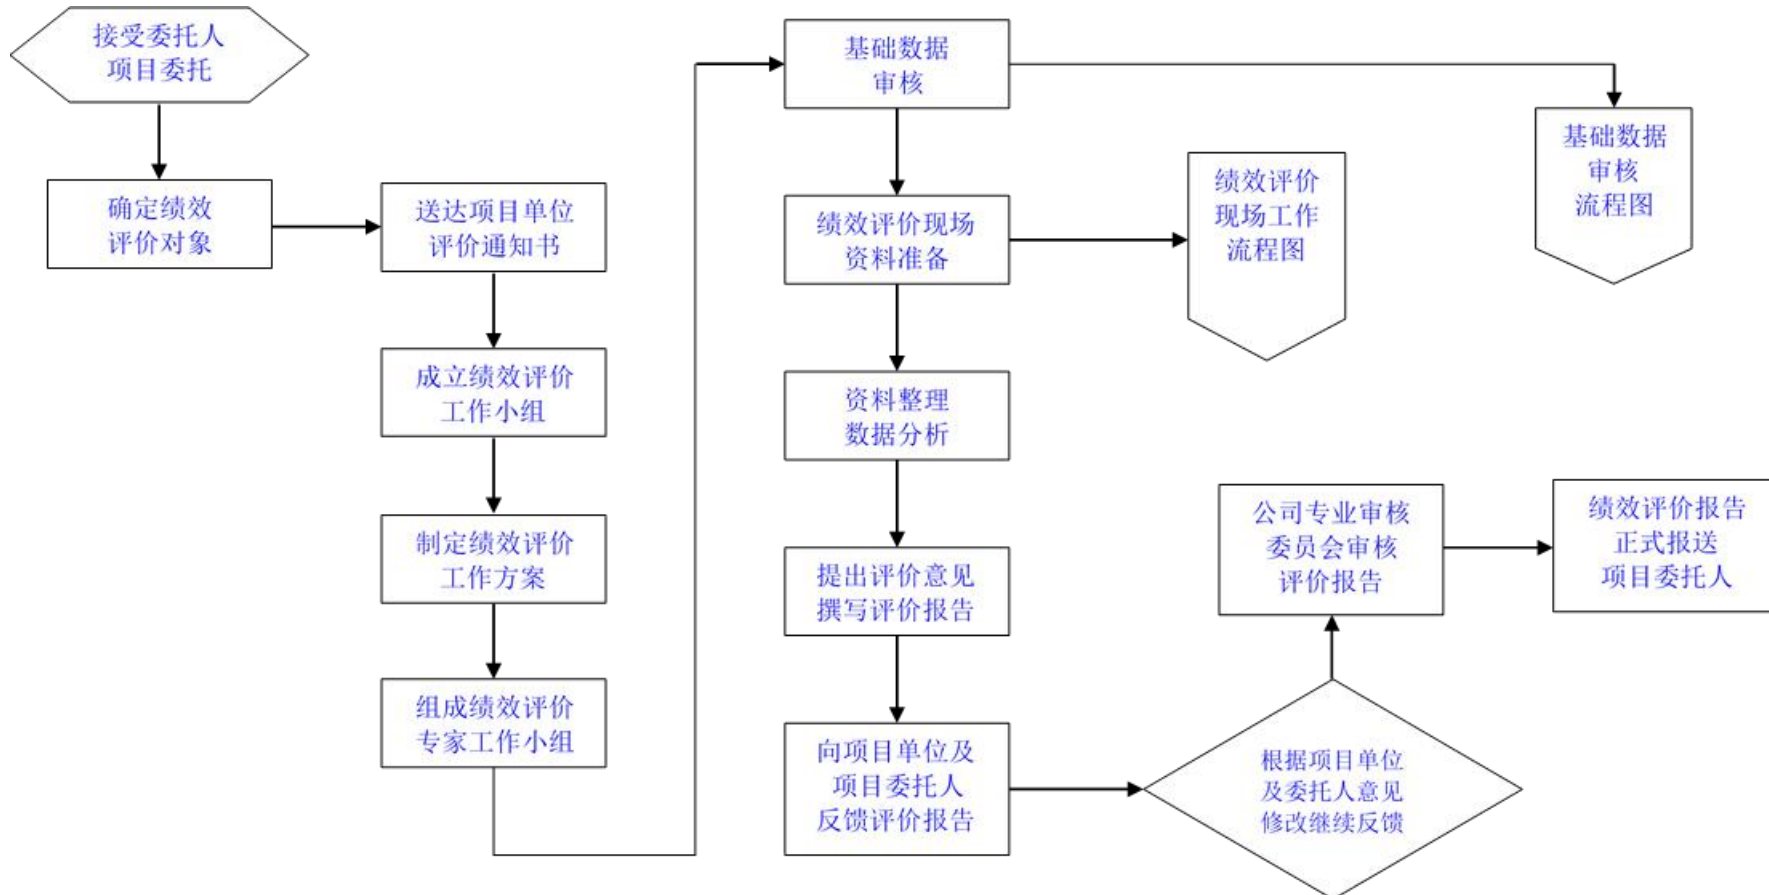 接受委托人
项目委托
确定绩效
评价对象
送达项目单位
评价通知书
成立绩效评价
工作小组
制定绩效评价
工作方案
组成绩效评价
专家工作小组
基础数据
审核
绩效评价现场
资料准备
资料整理
数据分析
提出评价意见
撰写评价报告
向项目单位及
项目委托人
反馈评价报告
绩效评价
现场工作
流程图
基础数据
审核
流程图
根据项目单位
及委托人意见
修改继续反馈
公司专业审核
委员会审核
评价报告
绩效评价报告
正式报送
项目委托人